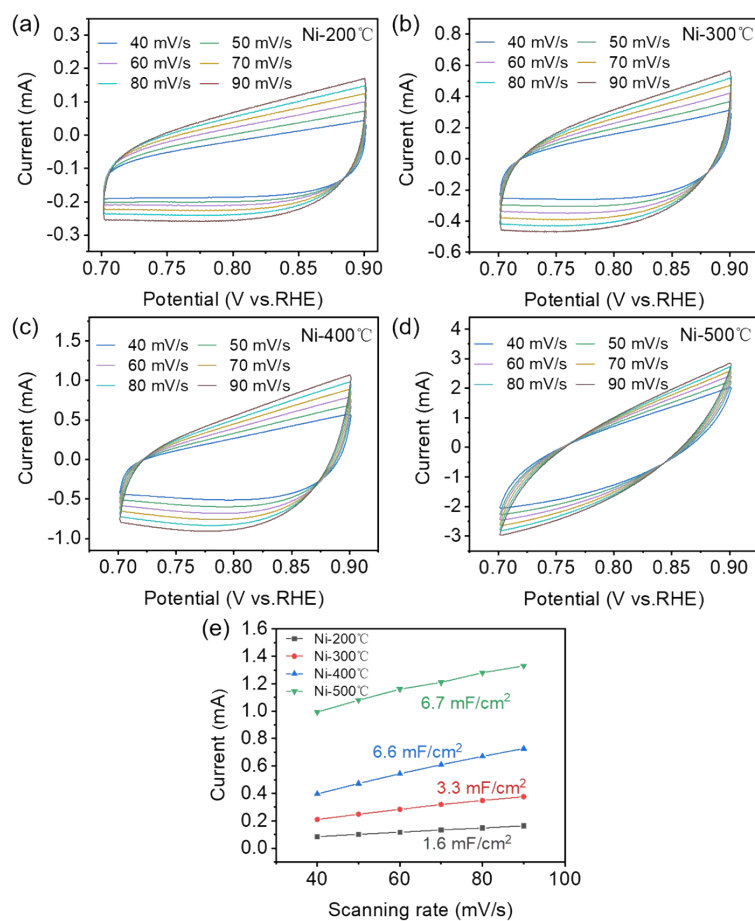 (a)
40 mV/s 50 mV/s Ni-200℃
60 mV/s 70 mV/s
80 mV/s 90 mV/s
0.3
0.2
0.1
0.0
-0.1
-0.2
-0.3
Current (mA)
0.70 0.75 0.80 0.85 0.90
Potential (V vs.RHE)
(b)
40 mV/s 50 mV/s Ni-300℃
60 mV/s 70 mV/s
80 mV/s 90 mV/s
0.8
0.6
0.4
0.2
0.0
-0.2
-0.4
-0.6
Current (mA)
0.70 0.75 0.80 0.85 0.90
Potential (V vs.RHE)
(c)
40 mV/s 50 mV/s Ni-400℃
60 mV/s 70 mV/s
80 mV/s 90 mV/s
1.5
1.0
0.5
0.0
-0.5
-1.0
Current (mA)
0.70 0.75 0.80 0.85 0.90
Potential (V vs.RHE)
(d)
40 mV/s 50 mV/s Ni-500℃
60 mV/s 70 mV/s
80 mV/s 90 mV/s
4
3
2
1
0
-1
-2
-3
Current (mA)
0.70 0.75 0.80 0.85 0.90
Potential (V vs.RHE)
(e)
Ni-200℃
Ni-300℃
Ni-400℃
Ni-500℃
1.6
1.4
1.2
1.0
0.8
0.6
0.4
0.2
0.0
Current (mA)
6.7 mF/cm²
6.6 mF/cm²
3.3 mF/cm²
1.6 mF/cm²
40 60 80 100
Scanning rate (mV/s)